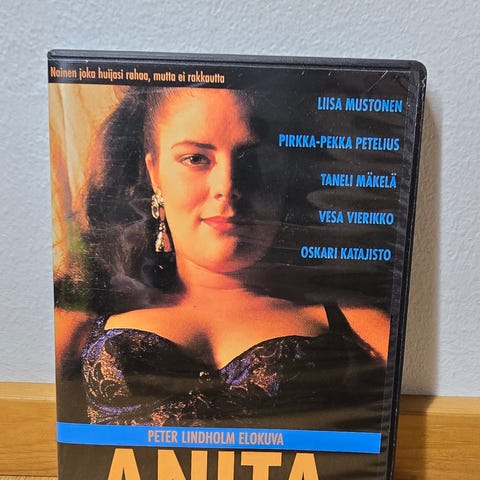 Nainen joka huijasi rahaa, mutta ei rakkautta
LIISA MUSTONEN
PIRKKA-PEKKA PETELIUS
TANELI MÄKELÄ
VESA VIERIKKO
OSKARI KATAJISTO
PETER LINDHOLM ELOKUVA
ANITA